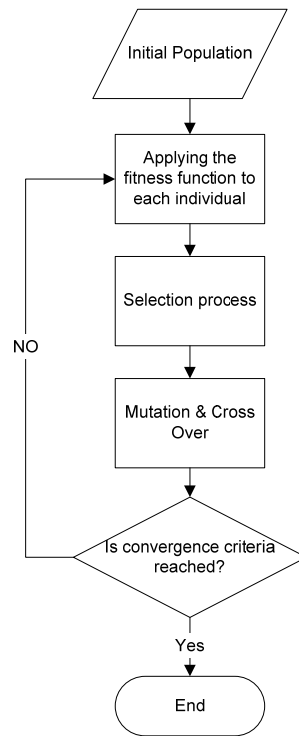 Initial Population
Applying the
fitness function to
each individual
Selection process
NO
Mutation & Cross
Over
Is convergence criteria
reached?
Yes
End